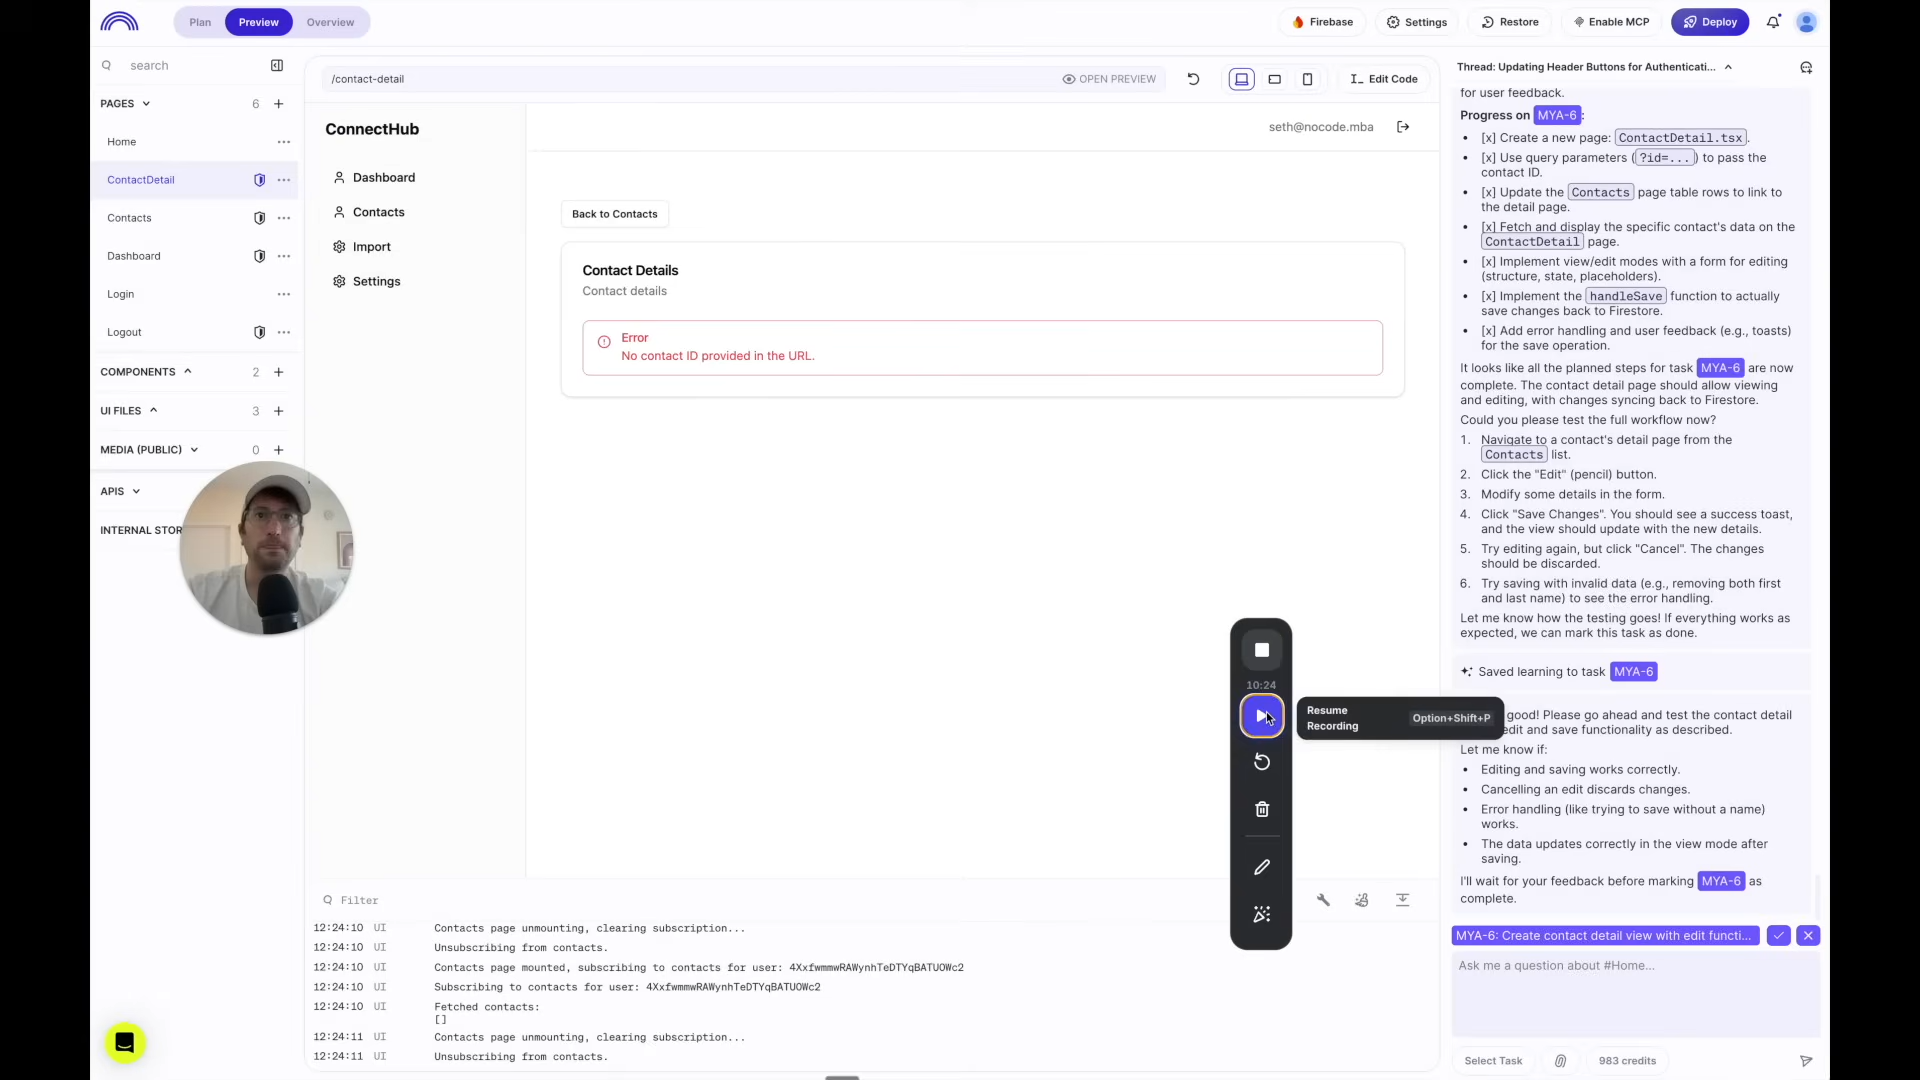 Plan
Preview
Overview
Firebase
Settings
Restore
Enable MCP
Deploy
search
PAGES
6
Home
ContactDetail
Contacts
Dashboard
Login
Logout
COMPONENTS
2
UI FILES
3
MEDIA (PUBLIC)
0
APIS
INTERNAL STOR
/contact-detail
OPEN PREVIEW
Edit Code
ConnectHub
seth@nocode.mba
Dashboard
Contacts
Import
Settings
Back to Contacts
Contact Details
Contact details
Error
No contact ID provided in the URL.
10:24
Resume
Recording
Option+Shift+P
Filter
12:24:10 UI Contacts page unmounting, clearing subscription...
12:24:10 UI Unsubscribing from contacts.
12:24:10 UI Contacts page mounted, subscribing to contacts for user: 4XxfwmmwRAWynhTeDTYqBATUOWc2
12:24:10 UI Subscribing to contacts for user: 4XxfwmmwRAWynhTeDTYqBATUOWc2
12:24:10 UI Fetched contacts:
[]
12:24:11 UI Contacts page unmounting, clearing subscription...
12:24:11 UI Unsubscribing from contacts.
Thread: Updating Header Buttons for Authenticati...
for user feedback.
Progress on MYA-6:
• [x] Create a new page: ContactDetail.tsx.
• [x] Use query parameters (?id=...) to pass the
contact ID.
• [x] Update the Contacts page table rows to link to
the detail page.
• [x] Fetch and display the specific contact's data on the
ContactDetail page.
• [x] Implement view/edit modes with a form for editing
(structure, state, placeholders).
• [x] Implement the handleSave function to actually
save changes back to Firestore.
• [x] Add error handling and user feedback (e.g., toasts)
for the save operation.
It looks like all the planned steps for task MYA-6 are now
complete. The contact detail page should allow viewing
and editing, with changes syncing back to Firestore.
Could you please test the full workflow now?
1. Navigate to a contact's detail page from the
Contacts list.
2. Click the "Edit" (pencil) button.
3. Modify some details in the form.
4. Click "Save Changes". You should see a success toast,
and the view should update with the new details.
5. Try editing again, but click "Cancel". The changes
should be discarded.
6. Try saving with invalid data (e.g., removing both first
and last name) to see the error handling.
Let me know how the testing goes! If everything works as
expected, we can mark this task as done.
Saved learning to task MYA-6
good! Please go ahead and test the contact detail
edit and save functionality as described.
Let me know if:
• Editing and saving works correctly.
• Cancelling an edit discards changes.
• Error handling (like trying to save without a name)
works.
• The data updates correctly in the view mode after
saving.
I'll wait for your feedback before marking MYA-6 as
complete.
MYA-6: Create contact detail view with edit functi...
Ask me a question about #Home...
Select Task
983 credits